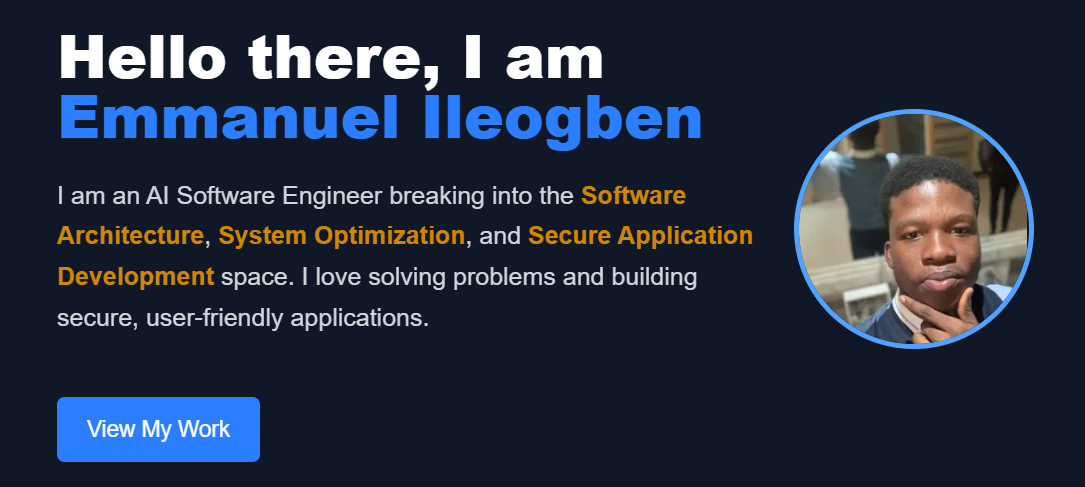 Hello there, I am
Emmanuel Ileogben
I am an AI Software Engineer breaking into the Software
Architecture, System Optimization, and Secure Application
Development space. I love solving problems and building
secure, user-friendly applications.
View My Work